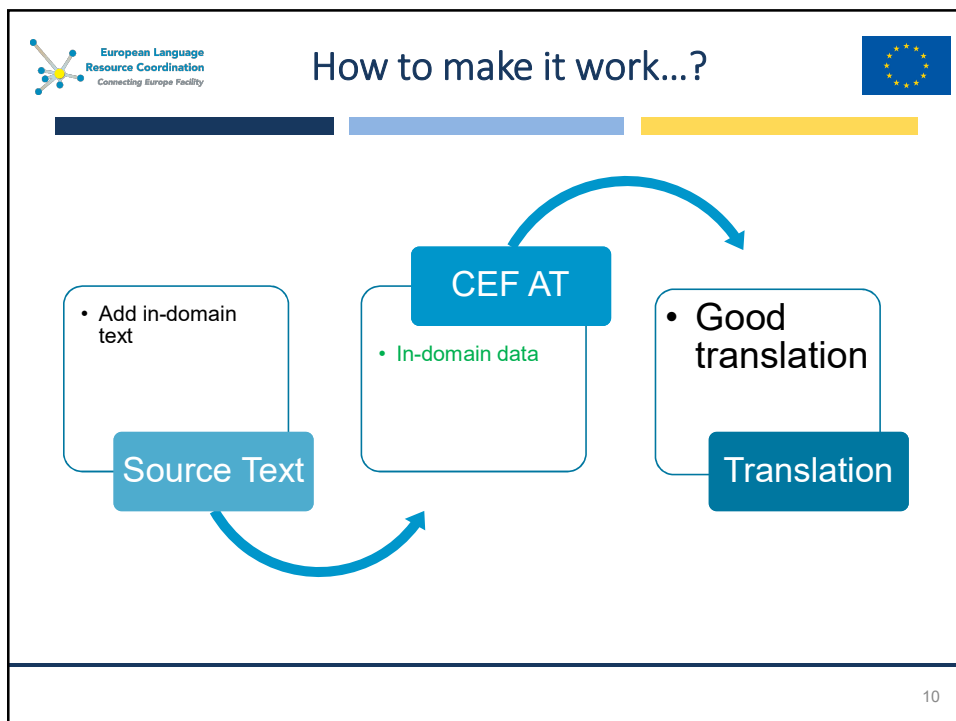 European Language
Resource Coordination
Connecting Europe Facility
How to make it work...?
• Add in-domain
text
Source Text
CEF AT
• In-domain data
• Good
translation
Translation
10